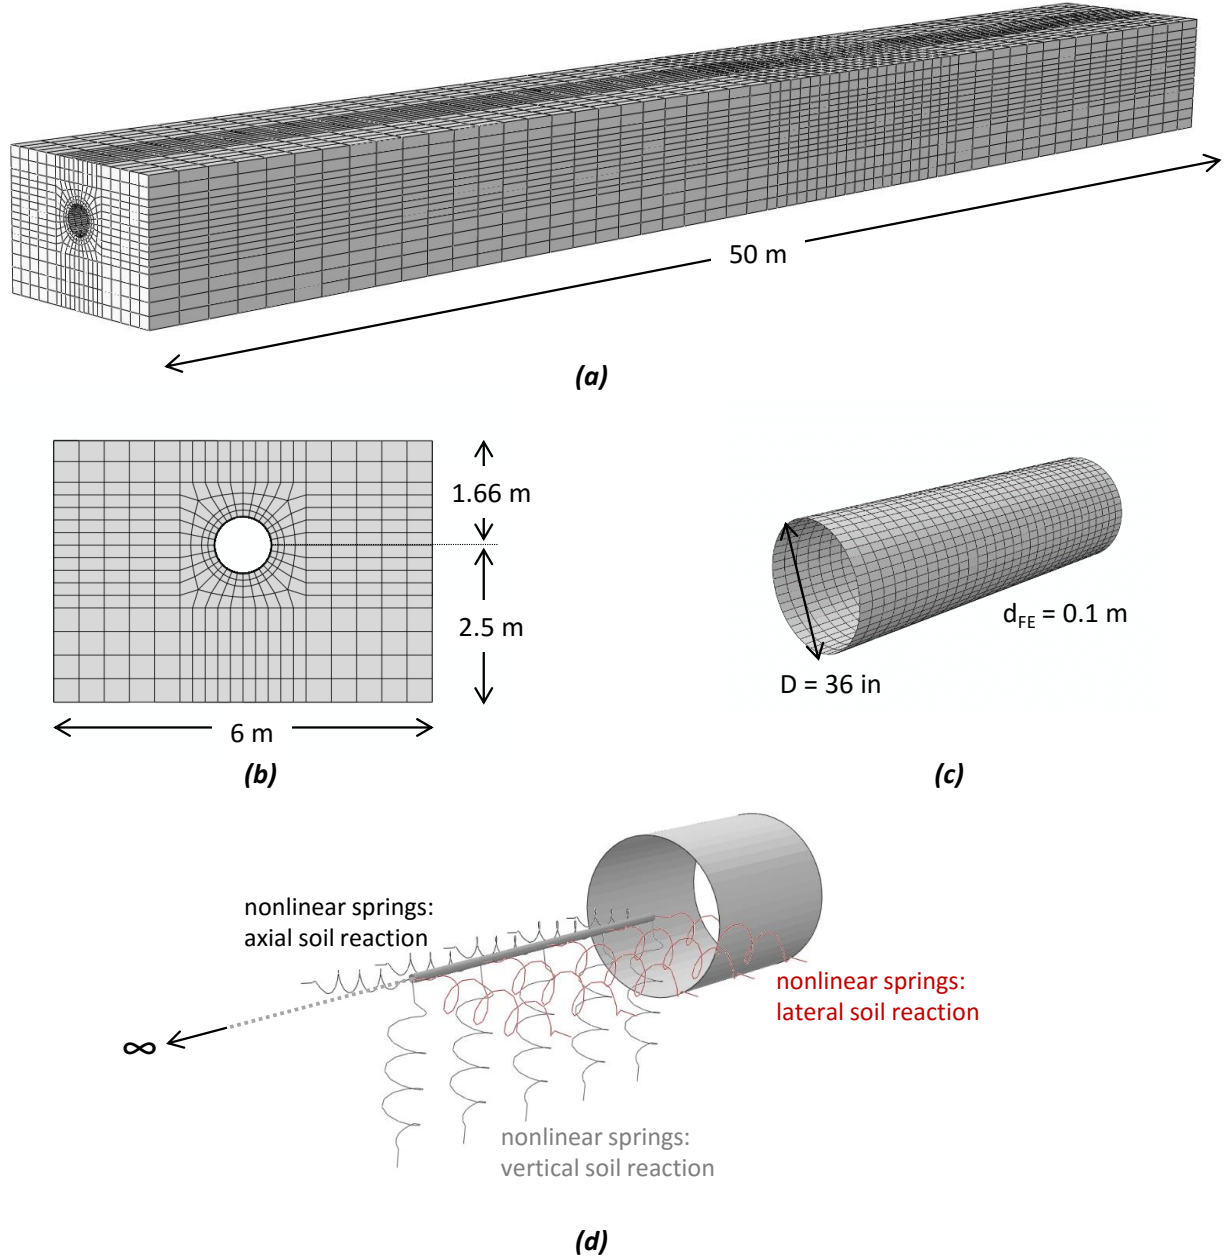 50 m
(a)
1.66 m
2.5 m
6 m
(b)
d_FE = 0.1 m
D = 36 in
(c)
nonlinear springs:
axial soil reaction
nonlinear springs:
lateral soil reaction
∞
nonlinear springs:
vertical soil reaction
(d)